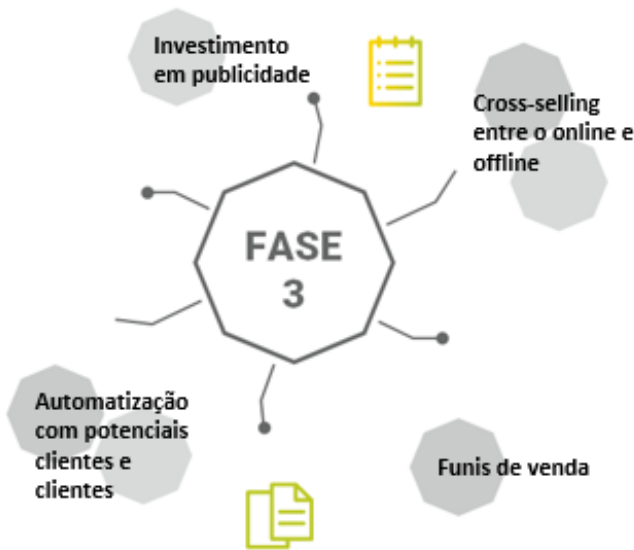 Investimento
em publicidade
Cross-selling
entre o online e
offline
FASE
3
Automatização
com potenciais
clientes e
clientes
Funis de venda